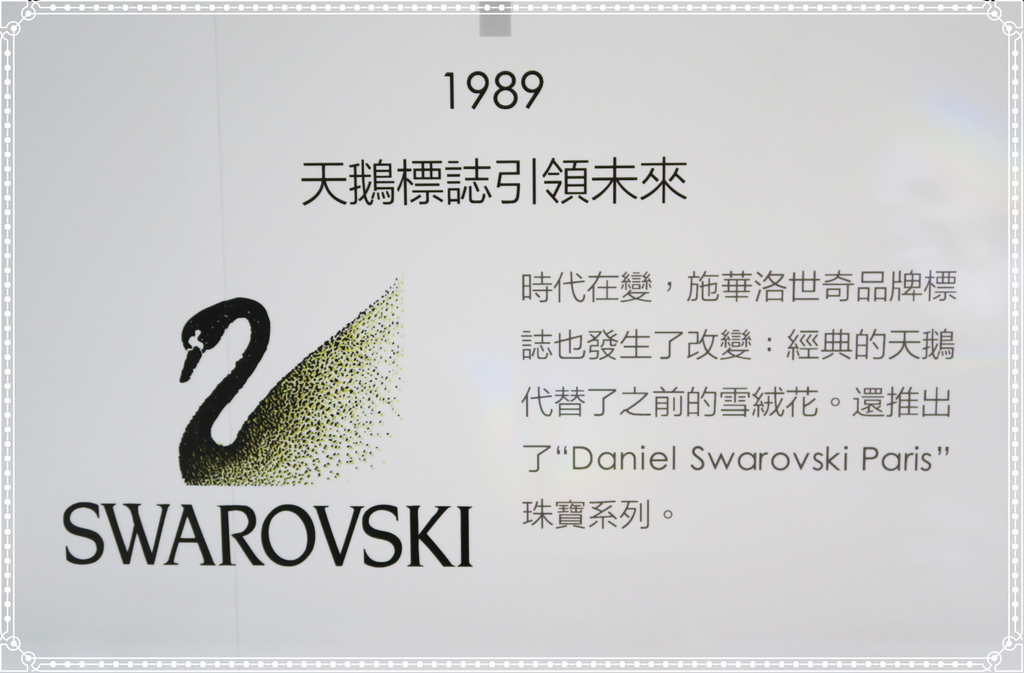 1989
天鵝標誌引領未來
時代在變，施華洛世奇品牌標
誌也發生了改變：經典的天鵝
代替了之前的雪絨花。還推出
了“Daniel Swarovski Paris”
珠寶系列。
SWAROVSKI